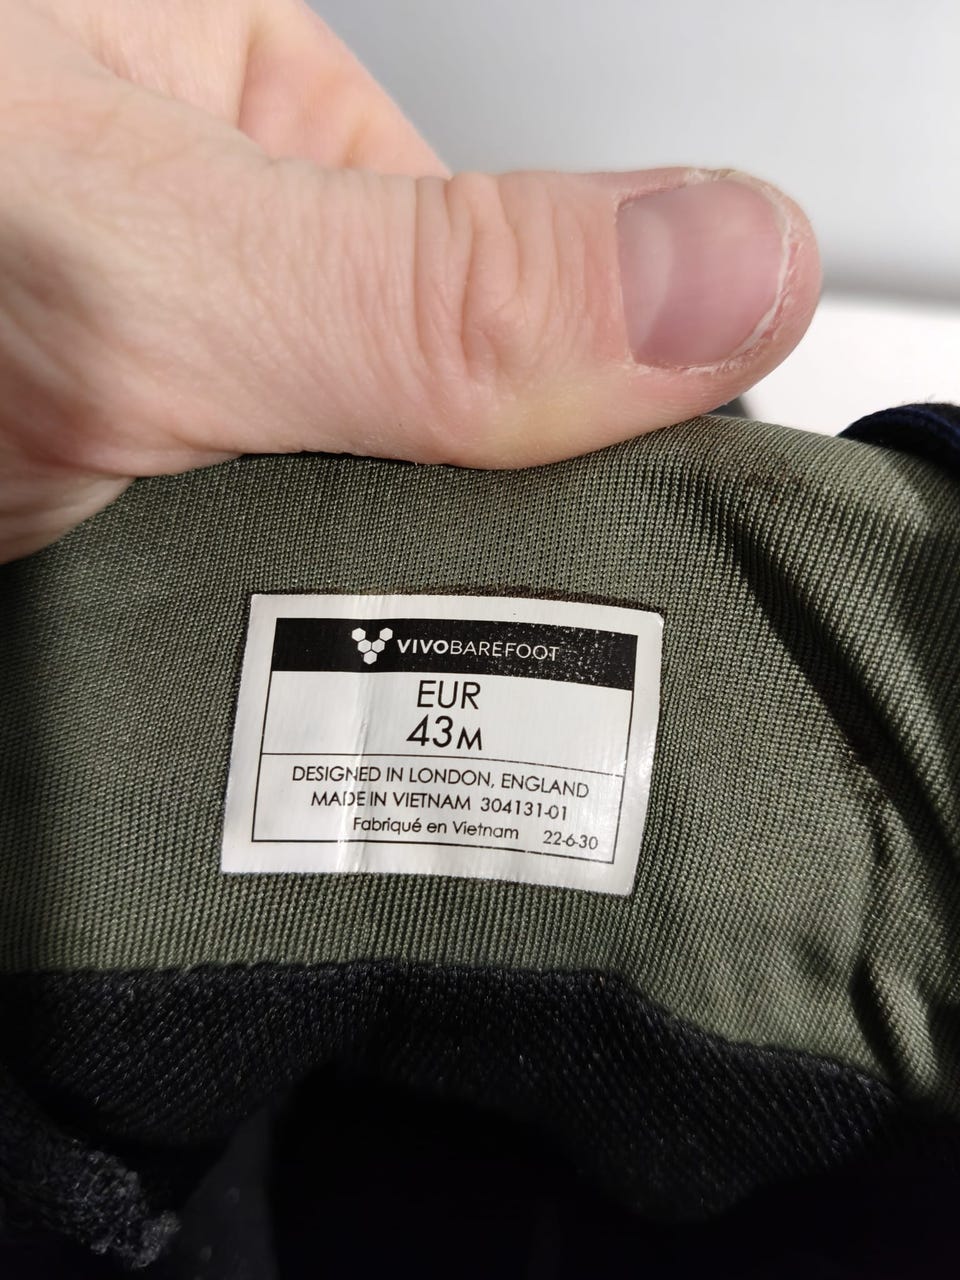 VIVOBAREFOOT
EUR
43M
DESIGNED IN LONDON, ENGLAND
MADE IN VIETNAM 304131-01
Fabriqué en Vietnam 22-6-30